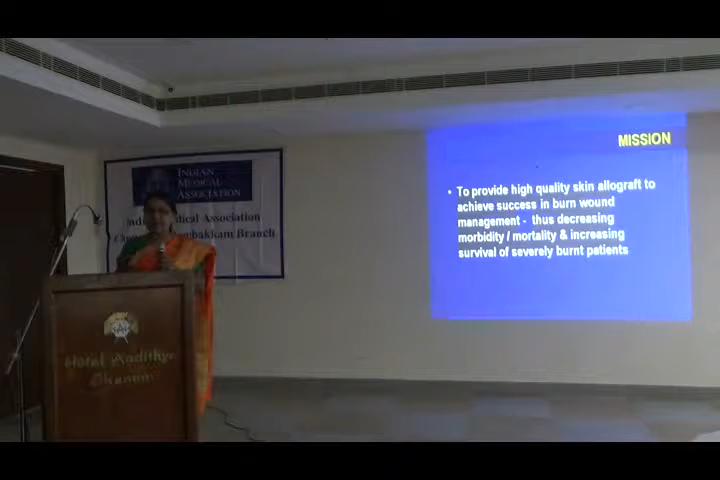 MISSION
• To provide high quality skin allograft to
achieve success in burn wound
management - thus decreasing
morbidity / mortality & increasing
survival of severely burnt patients
INDIAN
MEDICAL
ASSOCIATION
Medical Association
Branch
Hotel Aadithya